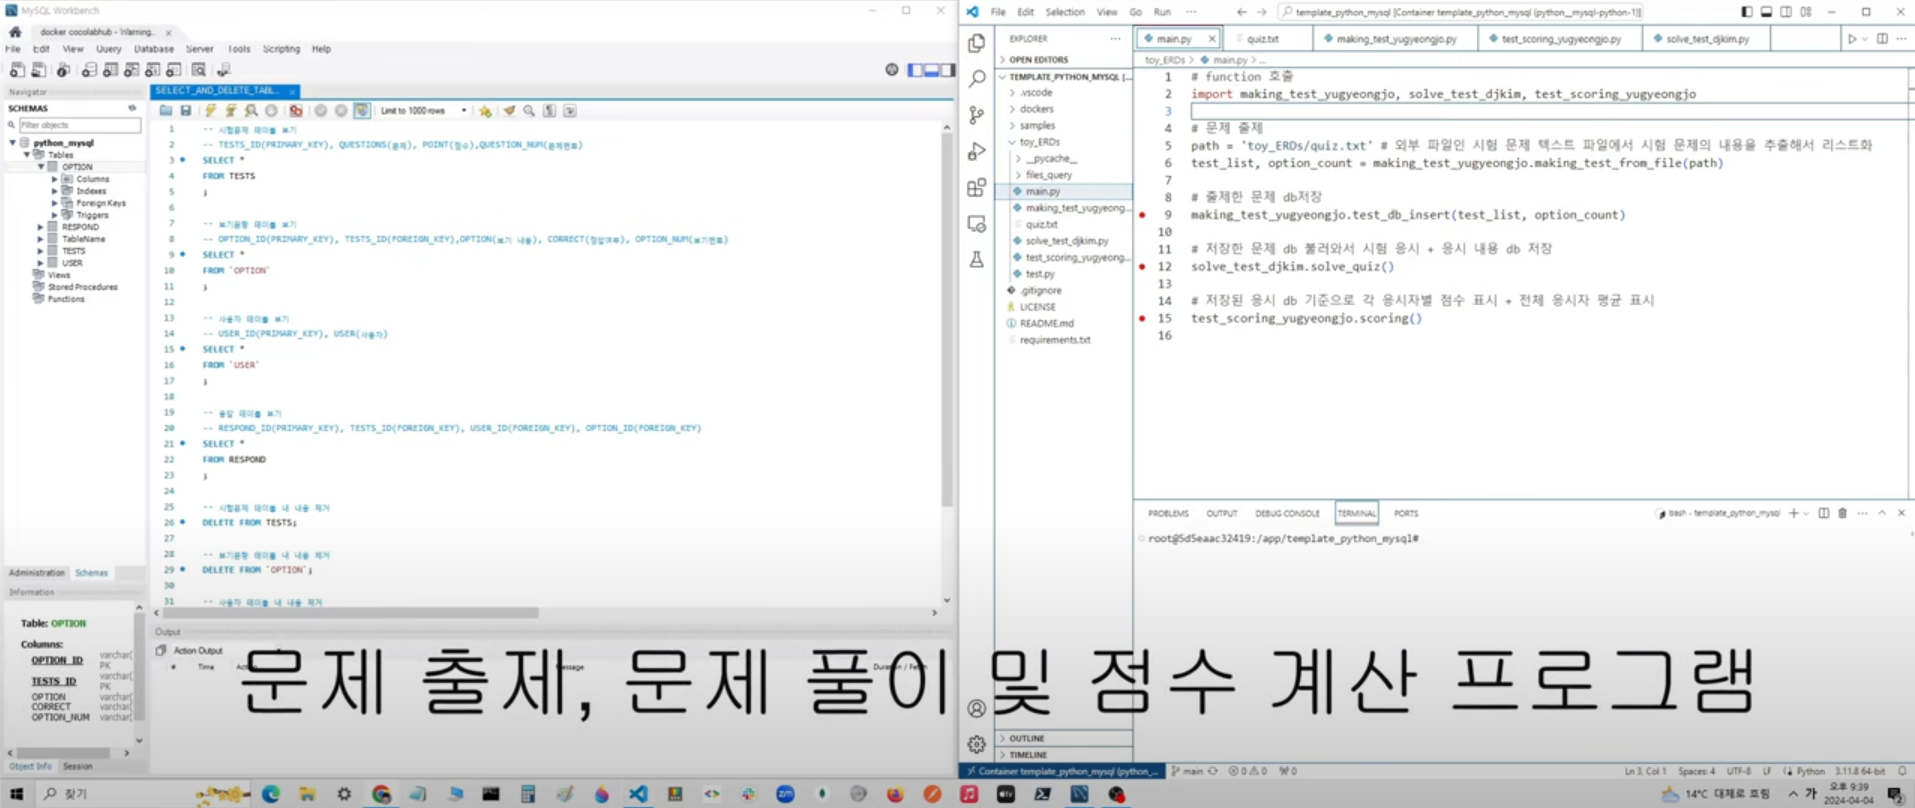 MySQL Workbench
docker cocolabhub - Warning...
File Edit View Query Database Server Tools Scripting Help
Navigator
SCHEMAS
Filter objects
python_mysql
Tables
OPTION
Columns
Indexes
Foreign Keys
Triggers
RESPOND
TableName
TESTS
USER
Views
Stored Procedures
Functions
Administration Schemas
Information
Table: OPTION
Columns:
OPTION_ID varchar(
PK
TESTS_ID varchar(
PK
OPTION varchar(
CORRECT varchar(
OPTION_NUM varchar(
Object Info Session
SELECT_AND_DELETE_TABL...
Limit to 1000 rows
1 -- 시험문제 테이블 보기
2 -- TESTS_ID(PRIMARY_KEY), QUESTIONS(문제), POINT(점수),QUESTION_NUM(문제번호)
3 SELECT *
4 FROM TESTS
5 ;
6
7 -- 보기문항 테이블 보기
8 -- OPTION_ID(PRIMARY_KEY), TESTS_ID(FOREIGN_KEY),OPTION(보기 내용), CORRECT(정답여부), OPTION_NUM(보기번호)
9 SELECT *
10 FROM `OPTION`
11 ;
12
13 -- 사용자 테이블 보기
14 -- USER_ID(PRIMARY_KEY), USER(사용자)
15 SELECT *
16 FROM `USER`
17 ;
18
19 -- 응답 테이블 보기
20 -- RESPOND_ID(PRIMARY_KEY), TESTS_ID(FOREIGN_KEY), USER_ID(FOREIGN_KEY), OPTION_ID(FOREIGN_KEY)
21 SELECT *
22 FROM RESPOND
23 ;
24
25 -- 시험문제 테이블 내 내용 제거
26 DELETE FROM TESTS;
27
28 -- 보기문항 테이블 내 내용 제거
29 DELETE FROM `OPTION`;
30
31 -- 사용자 테이블 내 내용 제거
Output
Action Output
# Time
File Edit Selection View Go Run ...
template_python_mysql [Container template_python_mysql (python__mysql-python-1)]
EXPLORER
OPEN EDITORS
TEMPLATE_PYTHON_MYSQL [...
.vscode
dockers
samples
toy_ERDs
__pycache__
files_query
main.py
making_test_yugyeong...
quiz.txt
solve_test_djkim.py
test_scoring_yugyeong...
test.py
.gitignore
LICENSE
README.md
requirements.txt
OUTLINE
TIMELINE
main.py quiz.txt making_test_yugyeongjo.py test_scoring_yugyeongjo.py solve_test_djkim.py
toy_ERDs > main.py > ...
1 # function 호출
2 import making_test_yugyeongjo, solve_test_djkim, test_scoring_yugyeongjo
3
4 # 문제 출제
5 path = 'toy_ERDs/quiz.txt' # 외부 파일인 시험 문제 텍스트 파일에서 시험 문제의 내용을 추출해서 리스트화
6 test_list, option_count = making_test_yugyeongjo.making_test_from_file(path)
7
8 # 출제한 문제 db저장
9 making_test_yugyeongjo.test_db_insert(test_list, option_count)
10
11 # 저장한 문제 db 불러와서 시험 응시 + 응시 내용 db 저장
12 solve_test_djkim.solve_quiz()
13
14 # 저장된 응시 db 기준으로 각 응시자별 점수 표시 + 전체 응시자 평균 표시
15 test_scoring_yugyeongjo.scoring()
16
PROBLEMS OUTPUT DEBUG CONSOLE TERMINAL PORTS
bash - template_python_mysql
root@5d5eaac32419:/app/template_python_mysql#
문제 출제, 문제 풀이 및 점수 계산 프로그램
Container template_python_mysql (python_... main 0 0 0
Ln 3, Col 1 Spaces: 4 UTF-8 LF Python 3.11.8 64-bit
찾기
14°C 대체로 흐림 가 오후 9:39
2024-04-04
2